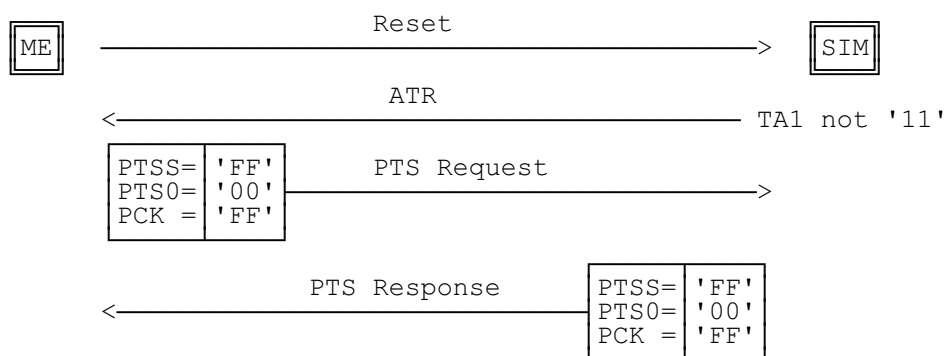 Reset
ME
SIM
ATR
TA1 not '11'
PTSS= 'FF'
PTS0= '00'
PCK = 'FF'
PTS Request
PTS Response
PTSS= 'FF'
PTS0= '00'
PCK = 'FF'